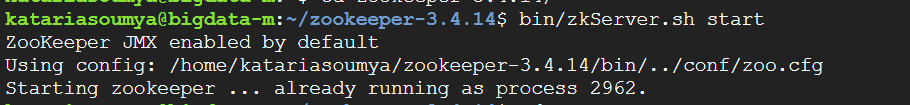 katariasoumya@bigdata-m:~/zookeeper-3.4.14$ bin/zkServer.sh start
ZooKeeper JMX enabled by default
Using config: /home/katariasoumya/zookeeper-3.4.14/bin/../conf/zoo.cfg
Starting zookeeper ... already running as process 2962.